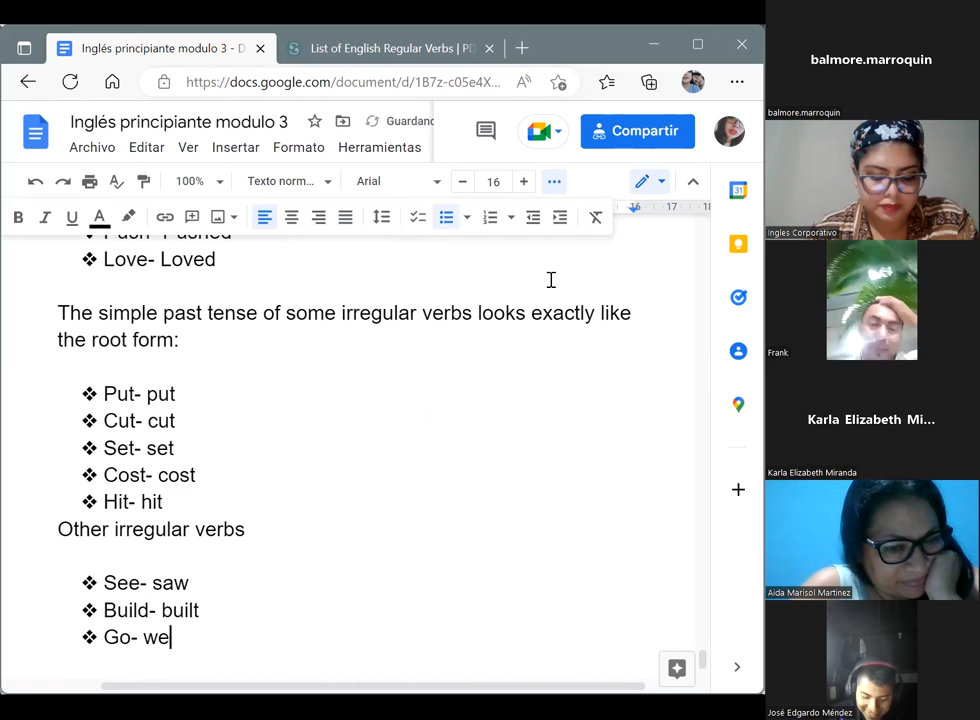 Inglés principiante modulo 3 - D
List of English Regular Verbs | PD
https://docs.google.com/document/d/1B7z-c05e4X...
Inglés principiante modulo 3
Guardand
Compartir
Archivo Editar Ver Insertar Formato Herramientas
100% Texto norm... Arial 16
16 17 18
Love- Loved
The simple past tense of some irregular verbs looks exactly like
the root form:
Put- put
Cut- cut
Set- set
Cost- cost
Hit- hit
Other irregular verbs
See- saw
Build- built
Go- we
31
balmore.marroquin
balmore.marroquin
Ingles Corporativo
Frank
Karla Elizabeth Mi...
Karla Elizabeth Miranda
Aida Marisol Martinez
José Edgardo Méndez